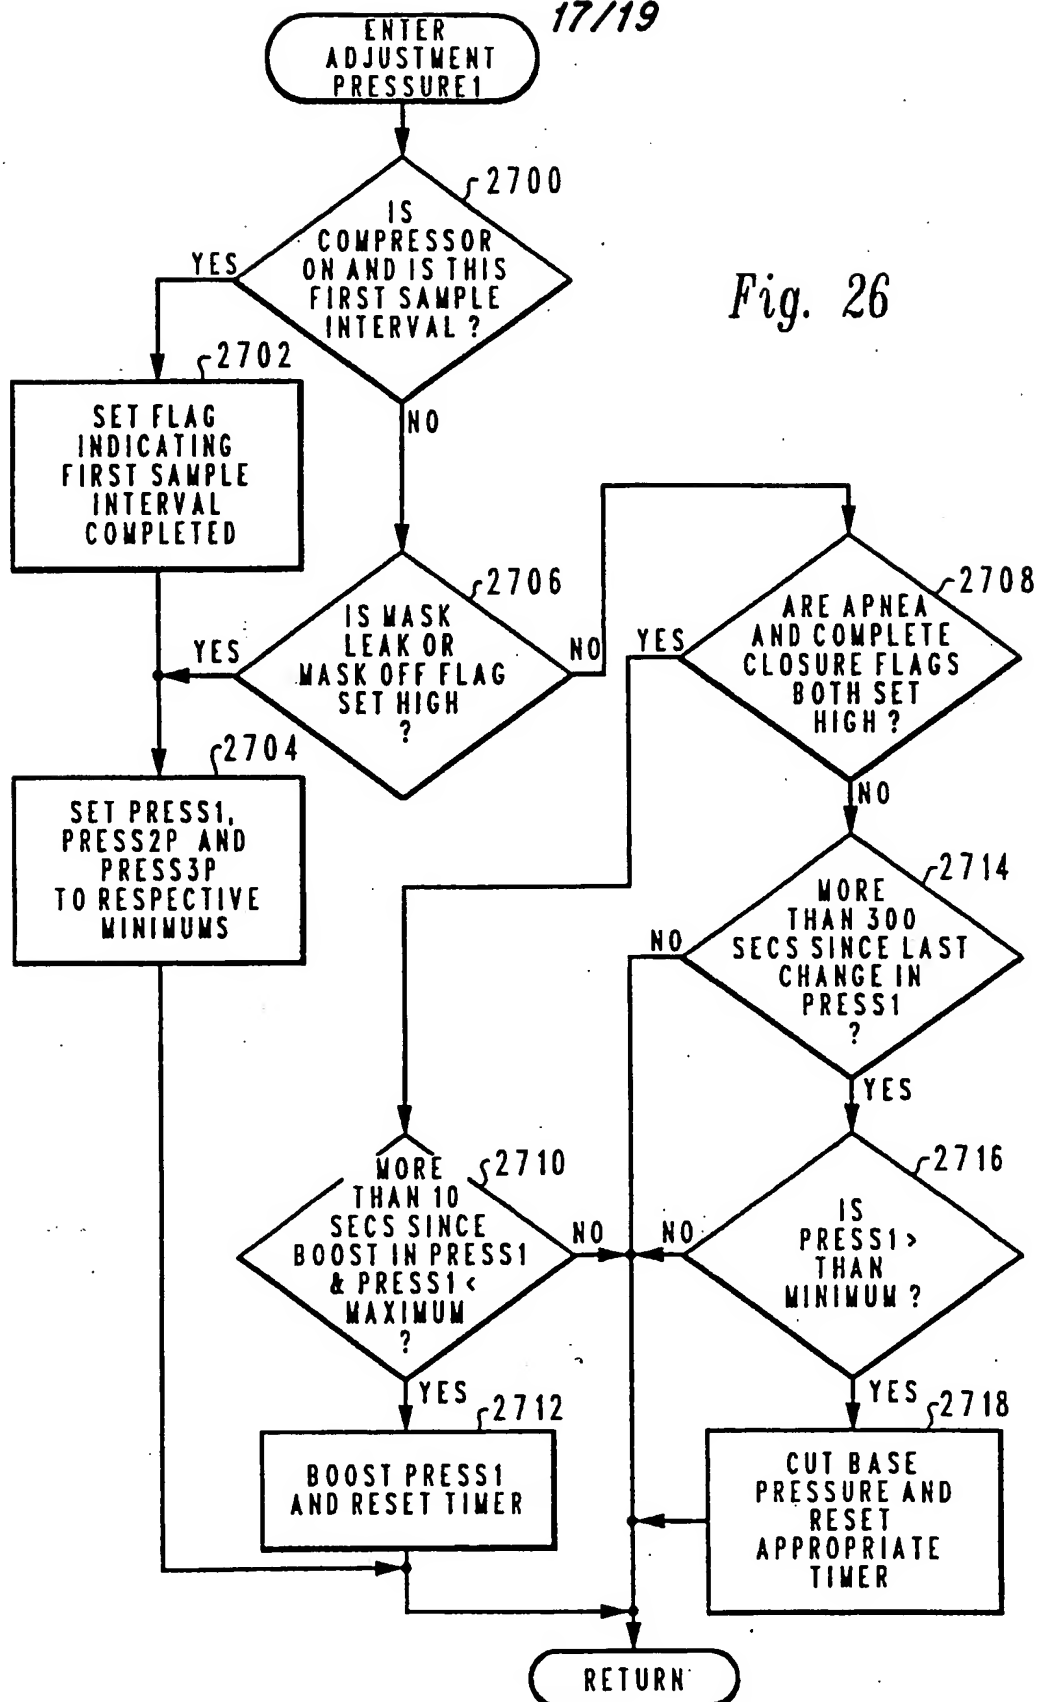 17/19
ENTER
ADJUSTMENT
PRESSURE1
2700
IS
COMPRESSOR
ON AND IS THIS
FIRST SAMPLE
INTERVAL ?
YES
NO
Fig. 26
2702
SET FLAG
INDICATING
FIRST SAMPLE
INTERVAL
COMPLETED
2706
IS MASK
LEAK OR
MASK OFF FLAG
SET HIGH
?
YES
NO
2708
ARE APNEA
AND COMPLETE
CLOSURE FLAGS
BOTH SET
HIGH ?
YES
NO
2704
SET PRESS1,
PRESS2P AND
PRESS3P
TO RESPECTIVE
MINIMUMS
2714
MORE
THAN 300
SECS SINCE LAST
CHANGE IN
PRESS1
?
NO
YES
2710
MORE
THAN 10
SECS SINCE
BOOST IN PRESS1
& PRESS1 <
MAXIMUM
?
NO
YES
2716
IS
PRESS1 >
THAN
MINIMUM ?
NO
YES
2712
BOOST PRESS1
AND RESET TIMER
2718
CUT BASE
PRESSURE AND
RESET
APPROPRIATE
TIMER
RETURN